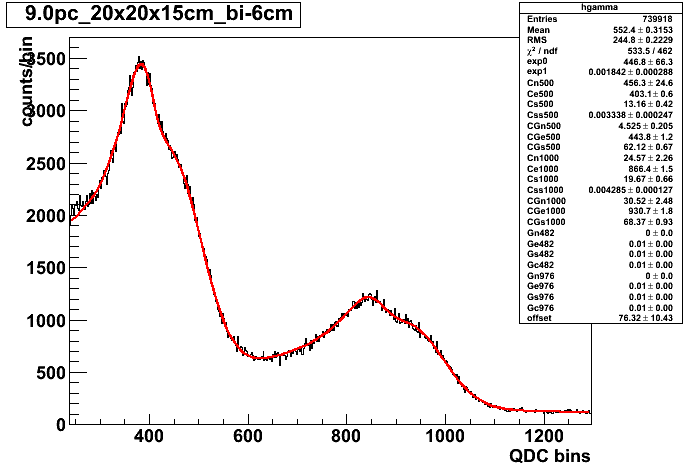 9.0pc_20x20x15cm_bi-6cm
hgamma
Entries 739918
Mean 552.4 ± 0.3153
RMS 244.8 ± 0.2229
χ² / ndf 533.5 / 462
exp0 446.8 ± 66.3
exp1 0.001842 ± 0.000288
Cn500 456.3 ± 24.6
Ce500 403.1 ± 0.6
Cs500 13.16 ± 0.42
Css500 0.003338 ± 0.000247
CGn500 4.525 ± 0.205
CGe500 443.8 ± 1.2
CGs500 62.12 ± 0.67
Cn1000 24.57 ± 2.26
Ce1000 866.4 ± 1.5
Cs1000 19.67 ± 0.66
Css1000 0.004285 ± 0.000127
CGn1000 30.52 ± 2.48
CGe1000 930.7 ± 1.8
CGs1000 68.37 ± 0.93
Gn482 0 ± 0.0
Ge482 0.01 ± 0.00
Gs482 0.01 ± 0.00
Gc482 0.01 ± 0.00
Gn976 0 ± 0.0
Ge976 0.01 ± 0.00
Gs976 0.01 ± 0.00
Gc976 0.01 ± 0.00
offset 76.32 ± 10.43
counts/bin
3500
3000
2500
2000
1500
1000
500
0
400 600 800 1000 1200
QDC bins